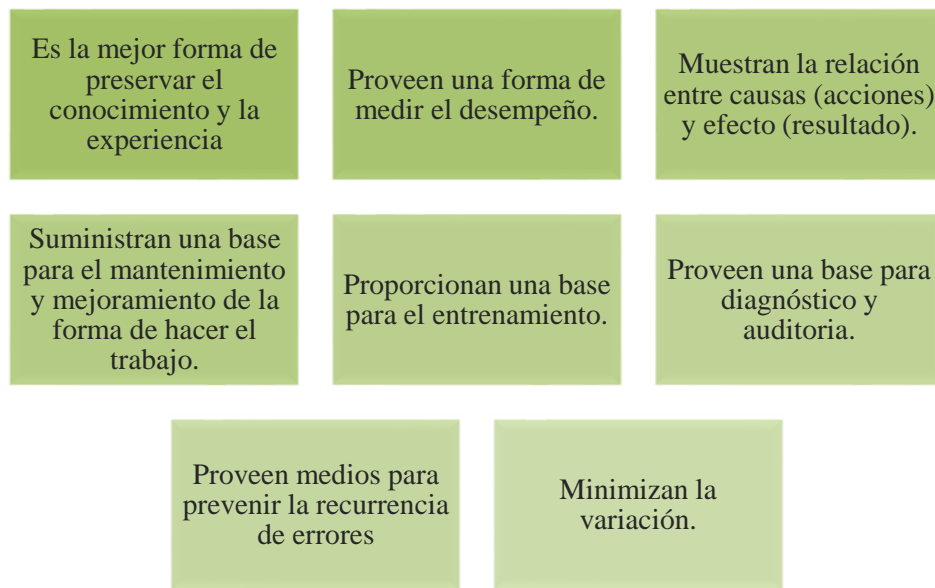 Es la mejor forma de
preservar el
conocimiento y la
experiencia
Proveen una forma de
medir el desempeño.
Muestran la relación
entre causas (acciones)
y efecto (resultado).
Suministran una base
para el mantenimiento
y mejoramiento de la
forma de hacer el
trabajo.
Proporcionan una base
para el entrenamiento.
Proveen una base para
diagnóstico y
auditoria.
Proveen medios para
prevenir la recurrencia
de errores
Minimizan la
variación.